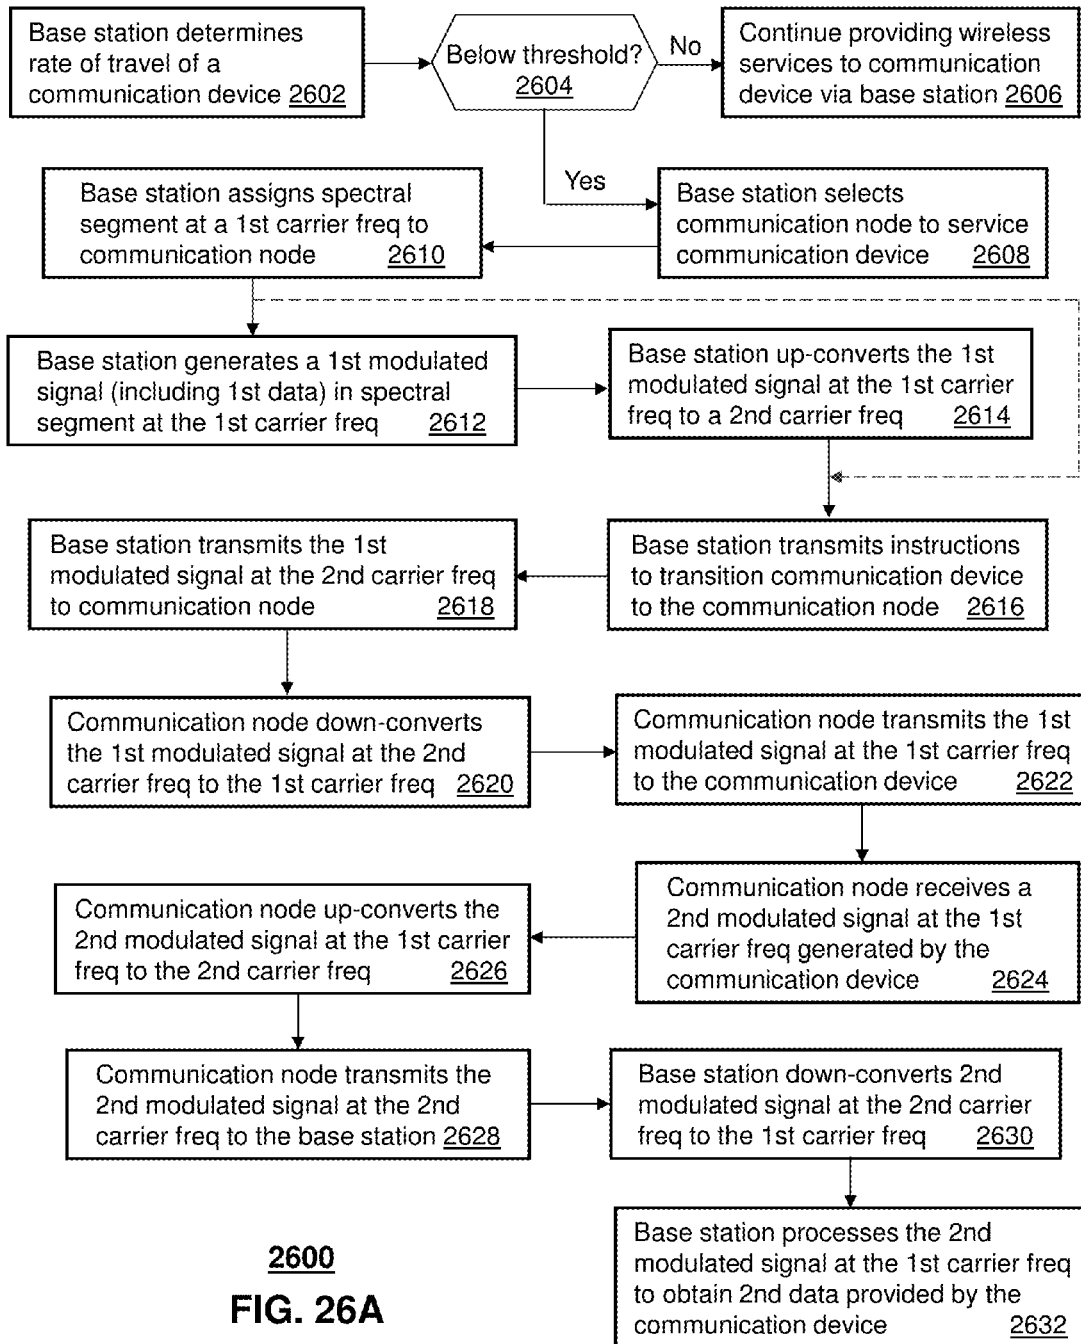 Base station determines
rate of travel of a
communication device 2602
Below threshold?
2604
No
Continue providing wireless
services to communication
device via base station 2606
Yes
Base station assigns spectral
segment at a 1st carrier freq to
communication node 2610
Base station selects
communication node to service
communication device 2608
Base station generates a 1st modulated
signal (including 1st data) in spectral
segment at the 1st carrier freq 2612
Base station up-converts the 1st
modulated signal at the 1st carrier
freq to a 2nd carrier freq 2614
Base station transmits the 1st
modulated signal at the 2nd carrier freq
to communication node 2618
Base station transmits instructions
to transition communication device
to the communication node 2616
Communication node down-converts
the 1st modulated signal at the 2nd
carrier freq to the 1st carrier freq 2620
Communication node transmits the 1st
modulated signal at the 1st carrier freq
to the communication device 2622
Communication node up-converts the
2nd modulated signal at the 1st carrier
freq to the 2nd carrier freq 2626
Communication node receives a
2nd modulated signal at the 1st
carrier freq generated by the
communication device 2624
Communication node transmits the
2nd modulated signal at the 2nd
carrier freq to the base station 2628
Base station down-converts 2nd
modulated signal at the 2nd carrier
freq to the 1st carrier freq 2630
Base station processes the 2nd
modulated signal at the 1st carrier freq
to obtain 2nd data provided by the
communication device 2632
2600
FIG. 26A